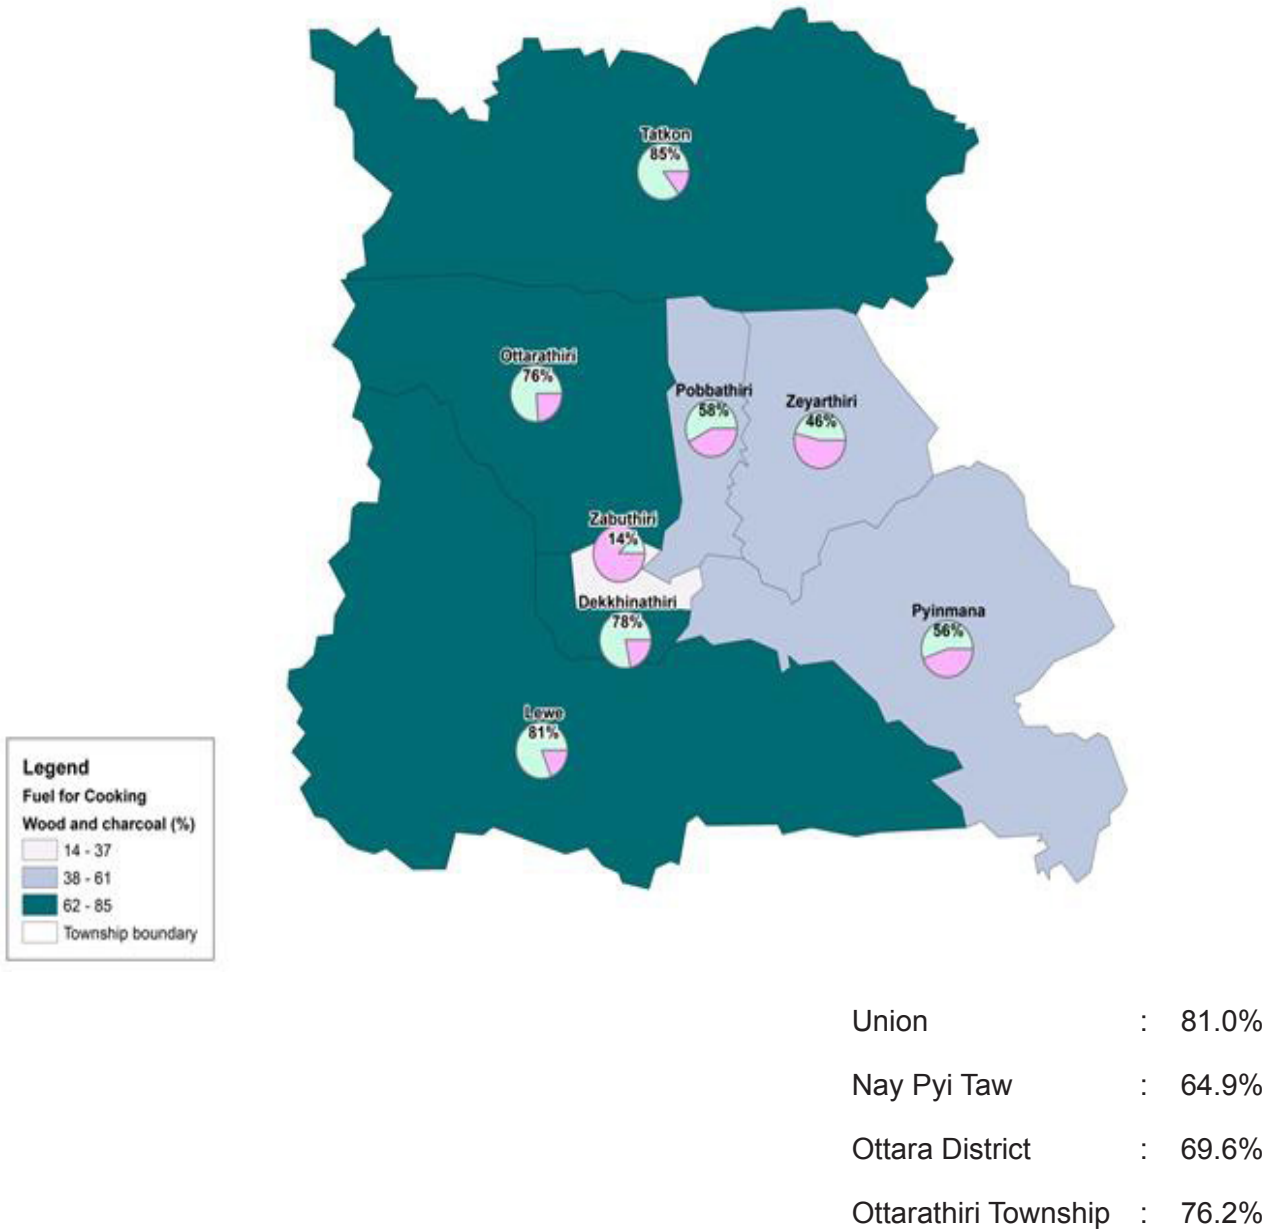 Tatkon
85%
Ottarathiri
76%
Pobbathiri
58%
Zeyarthiri
46%
Zabuthiri
14%
Dekkhinathiri
78%
Pyinmana
56%
Lewe
81%
Legend
Fuel for Cooking
Wood and charcoal (%)
14 - 37
38 - 61
62 - 85
Township boundary
Union : 81.0%
Nay Pyi Taw : 64.9%
Ottara District : 69.6%
Ottarathiri Township : 76.2%